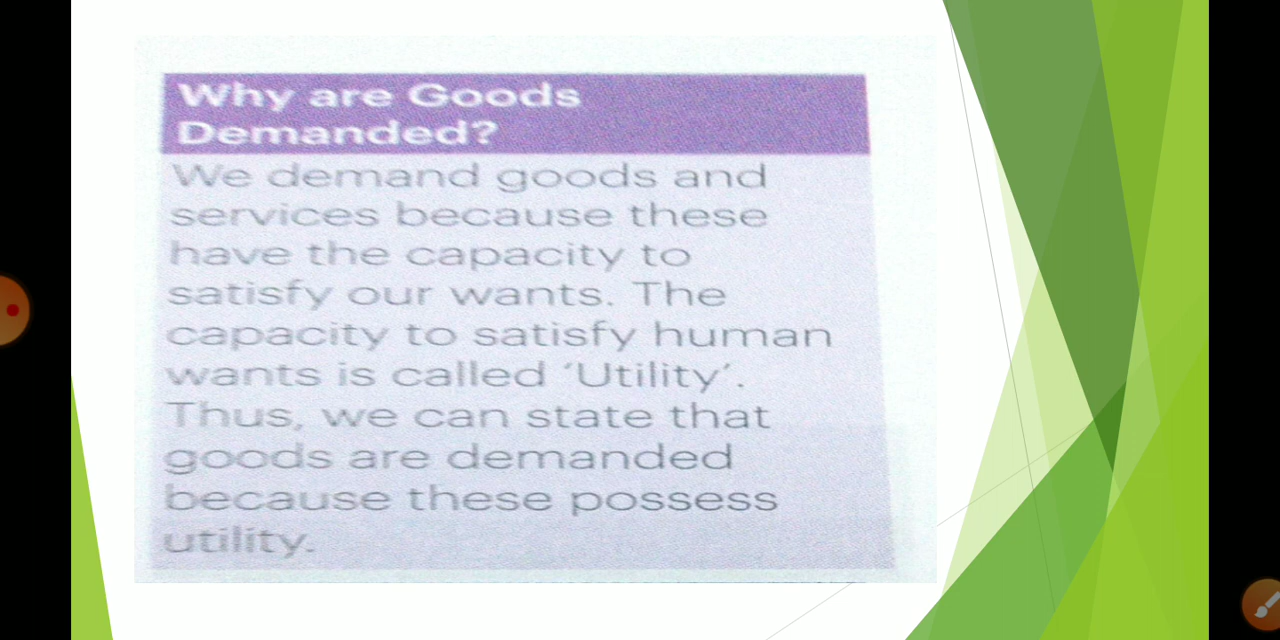 Why are Goods
Demanded?
We demand goods and
services because these
have the capacity to
satisfy our wants. The
capacity to satisfy human
wants is called ‘Utility’.
Thus, we can state that
goods are demanded
because these possess
utility.